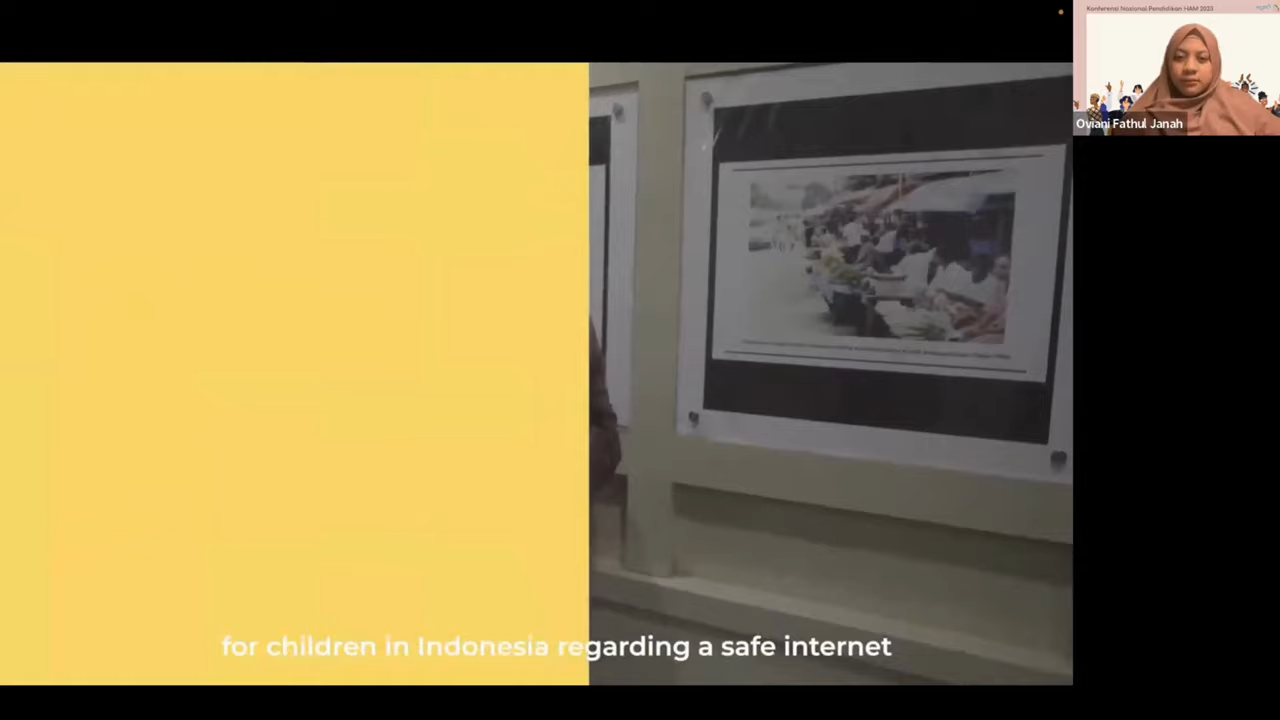 Konferensi Nasional Pendidikan HAM 2023
Oviani Fathul Janah
for children in Indonesia regarding a safe internet